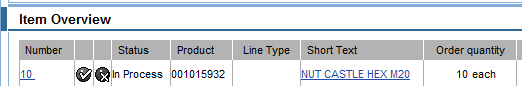 Item Overview
Number Status Product Line Type Short Text Order quantity
10 In Process 001015932 NUT CASTLE HEX M20 10 each